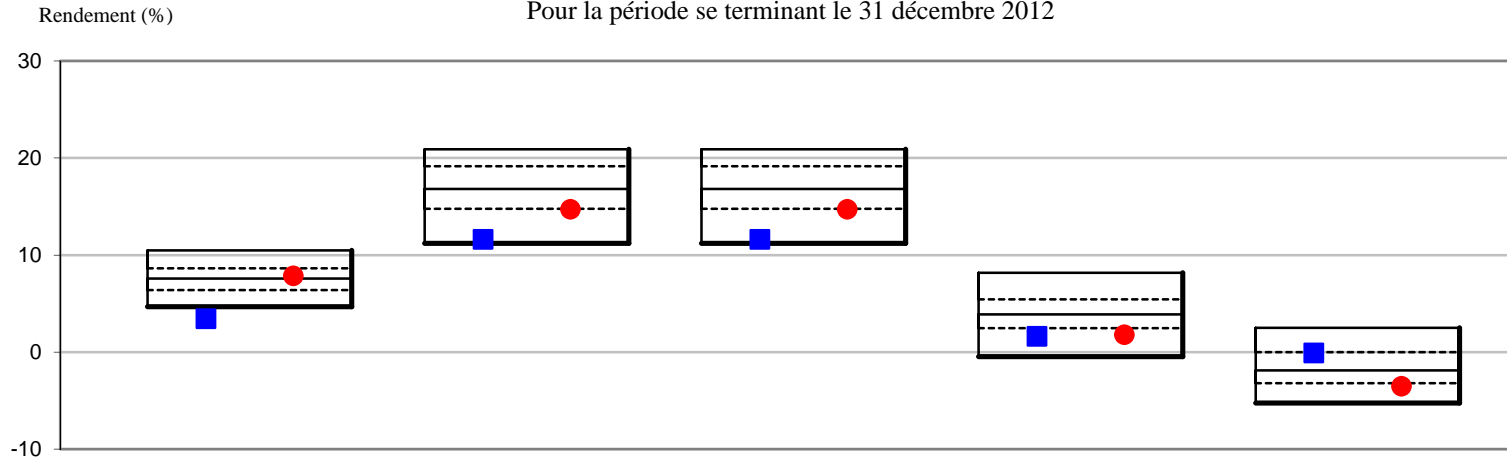 Pour la période se terminant le 31 décembre 2012
Rendement (%)
30
20
10
0
-10